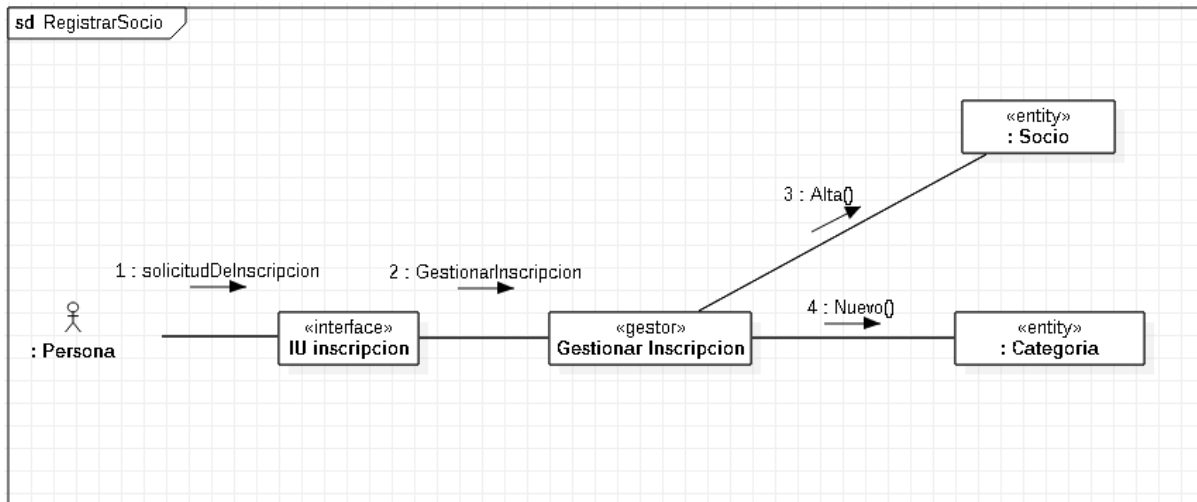 sd RegistrarSocio
«entity»
: Socio
3 : Alta()
1 : solicitudDeInscripcion
2 : GestionarInscripcion
4 : Nuevo()
: Persona
«interface»
IU inscripcion
«gestor»
Gestionar Inscripcion
«entity»
: Categoria